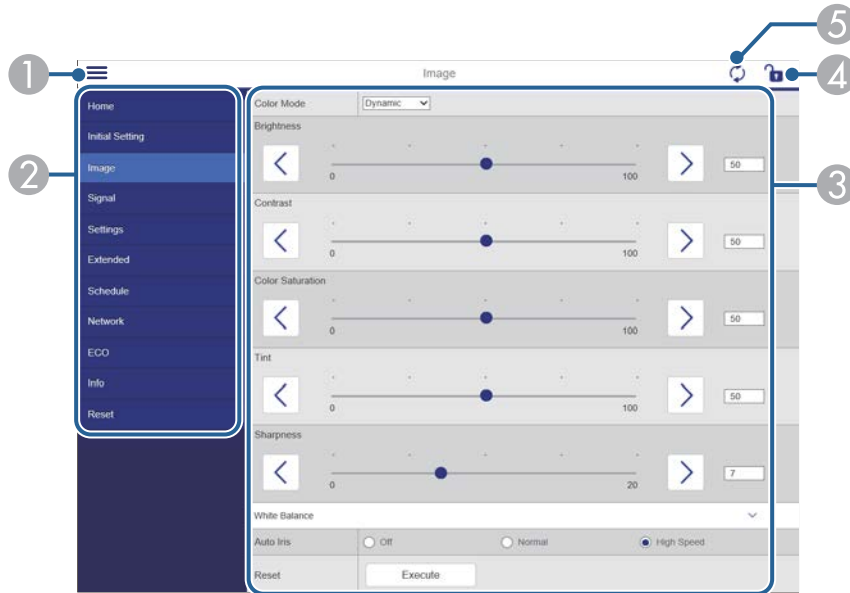 5
1
Image
4
Home
Color Mode
Dynamic
Brightness
Initial Setting
2
Image
0
100
50
3
Signal
Contrast
Settings
0
100
50
Extended
Color Saturation
Schedule
Network
0
100
50
ECO
Tint
Info
0
100
50
Reset
Sharpness
0
20
7
White Balance
Auto Iris
Off
Normal
High Speed
Reset
Execute